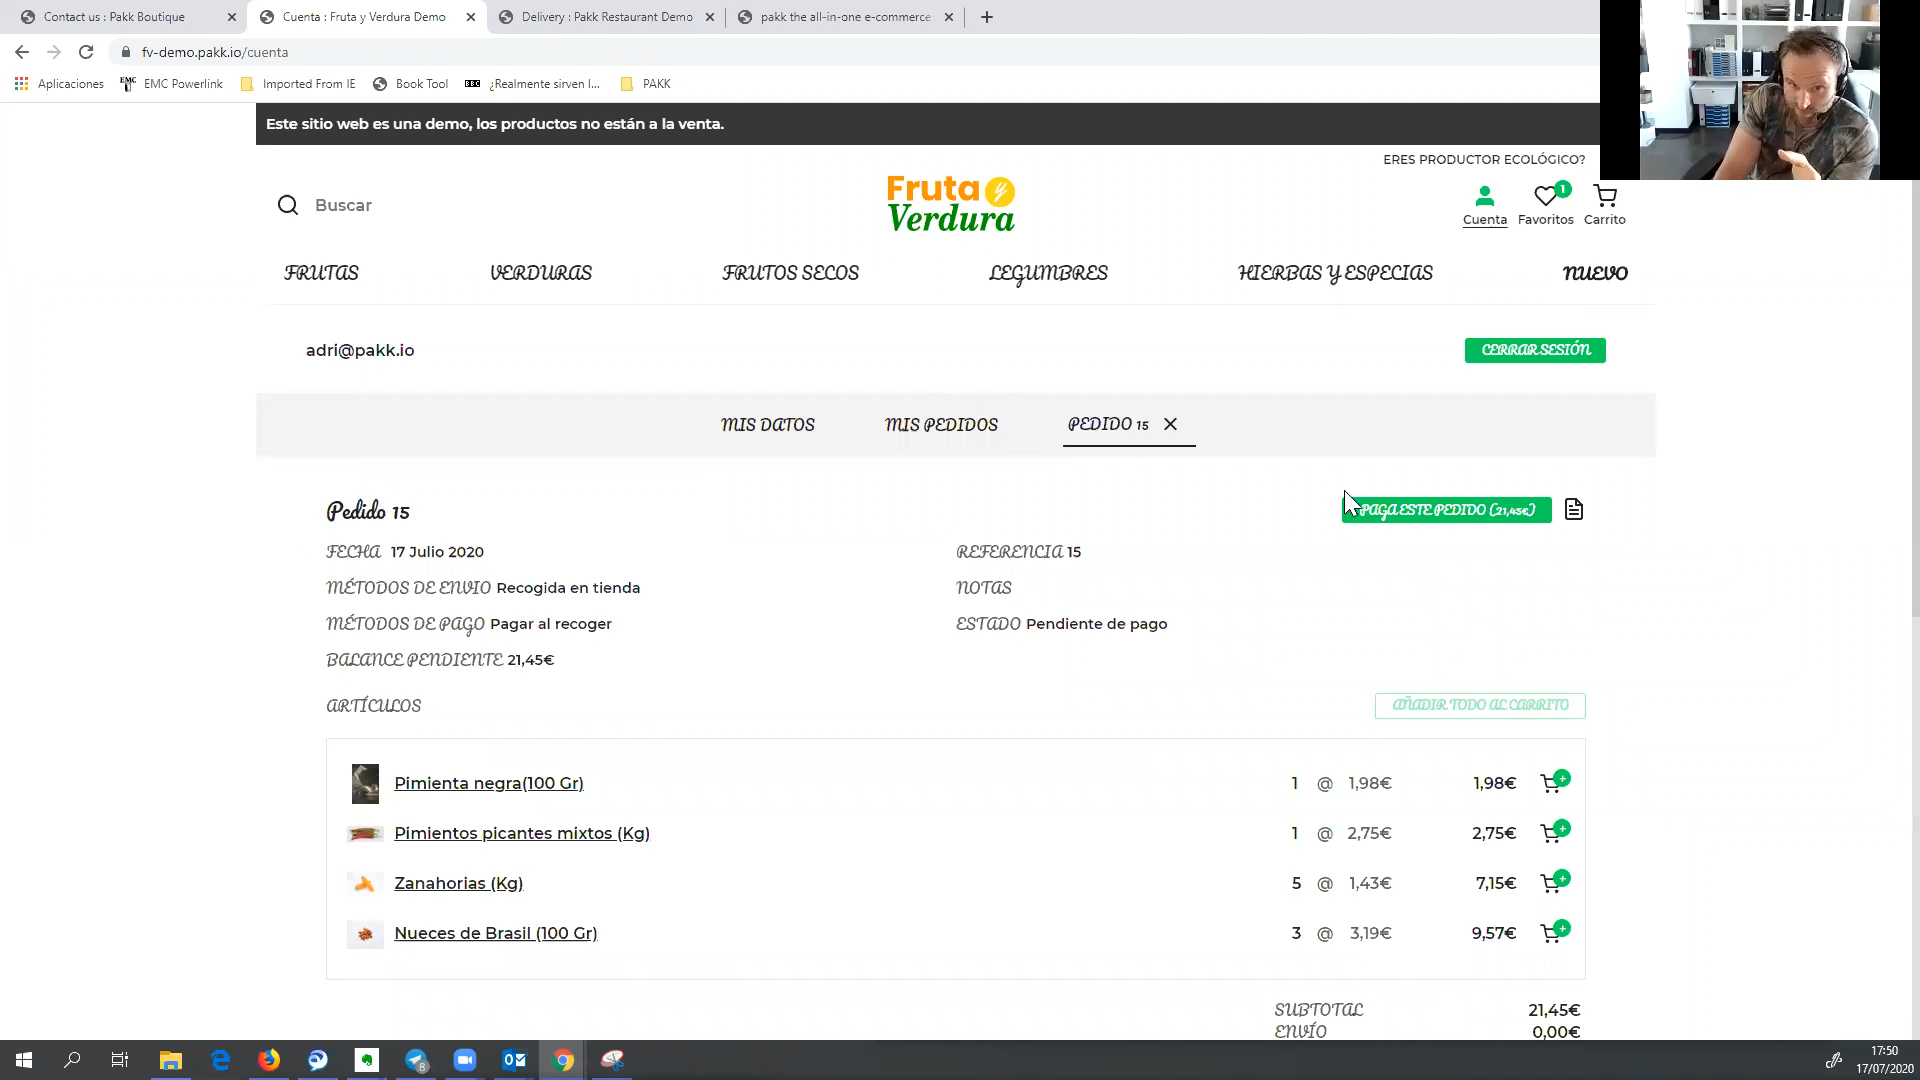 Contact us : Pakk Boutique
Cuenta : Fruta y Verdura Demo
Delivery : Pakk Restaurant Demo
pakk the all-in-one e-commerce
fv-demo.pakk.io/cuenta
Aplicaciones
EMC Powerlink
Imported From IE
Book Tool
BBC
¿Realmente sirven l...
PAKK
Este sitio web es una demo, los productos no están a la venta.
ERES PRODUCTOR ECOLÓGICO?
Buscar
Fruta
Verdura
Cuenta
1
Favoritos
Carrito
FRUTAS
VERDURAS
FRUTOS SECOS
LEGUMBRES
HIERBAS Y ESPECIAS
NUEVO
adri@pakk.io
CERRAR SESIÓN
MIS DATOS
MIS PEDIDOS
PEDIDO 15
Pedido 15
PAGA ESTE PEDIDO (21,45€)
FECHA 17 Julio 2020
REFERENCIA 15
MÉTODOS DE ENVIO Recogida en tienda
NOTAS
MÉTODOS DE PAGO Pagar al recoger
ESTADO Pendiente de pago
BALANCE PENDIENTE 21,45€
ARTÍCULOS
AÑADIR TODO AL CARRITO
Pimienta negra(100 Gr) 1 @ 1,98€ 1,98€
Pimientos picantes mixtos (Kg) 1 @ 2,75€ 2,75€
Zanahorias (Kg) 5 @ 1,43€ 7,15€
Nueces de Brasil (100 Gr) 3 @ 3,19€ 9,57€
SUBTOTAL 21,45€
ENVÍO 0,00€
8
17:50
17/07/2020